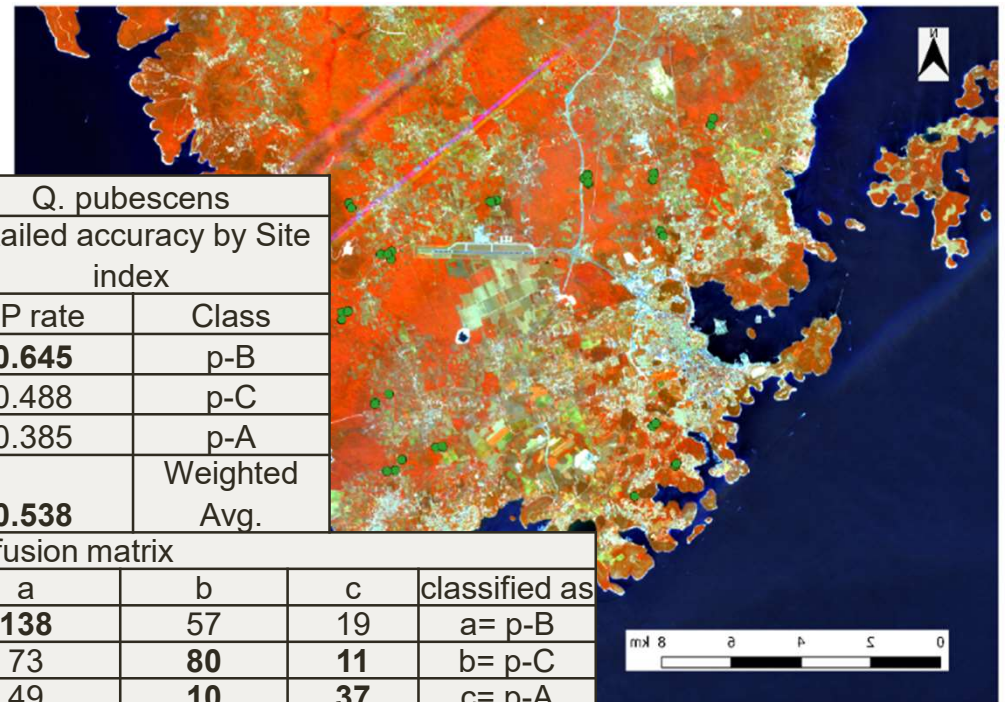 Q. pubescens
ailed accuracy by Site
index
P rate Class
0.645 p-B
0.488 p-C
0.385 p-A
0.538 Weighted Avg.
fusion matrix
a b c classified as
138 57 19 a= p-B
73 80 11 b= p-C
49 10 37 c= p-A
N
km 8 6 4 2 0